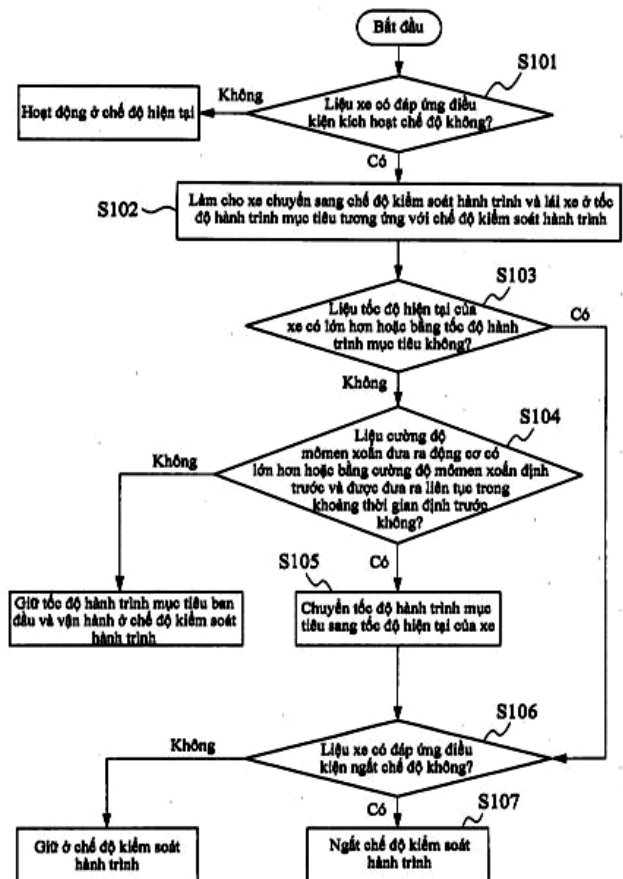 Bắt đầu
S101
Không
Hoạt động ở chế độ hiện tại
Liệu xe có đáp ứng điều
kiện kích hoạt chế độ không?
Có
S102
Làm cho xe chuyển sang chế độ kiểm soát hành trình và lái xe ở tốc
độ hành trình mục tiêu tương ứng với chế độ kiểm soát hành trình
S103
Liệu tốc độ hiện tại của
xe có lớn hơn hoặc bằng tốc độ hành
trình mục tiêu không?
Có
Không
S104
Liệu cường độ
mômen xoắn đưa ra động cơ có
lớn hơn hoặc bằng cường độ mômen xoắn định
trước và được đưa ra liên tục trong
khoảng thời gian định trước
không?
Không
Có
S105
Giữ tốc độ hành trình mục tiêu ban
đầu và vận hành ở chế độ kiểm soát
hành trình
Chuyển tốc độ hành trình mục
tiêu sang tốc độ hiện tại của xe
S106
Không
Liệu xe có đáp ứng điều
kiện ngắt chế độ không?
Có
S107
Giữ ở chế độ kiểm soát
hành trình
Ngắt chế độ kiểm soát
hành trình